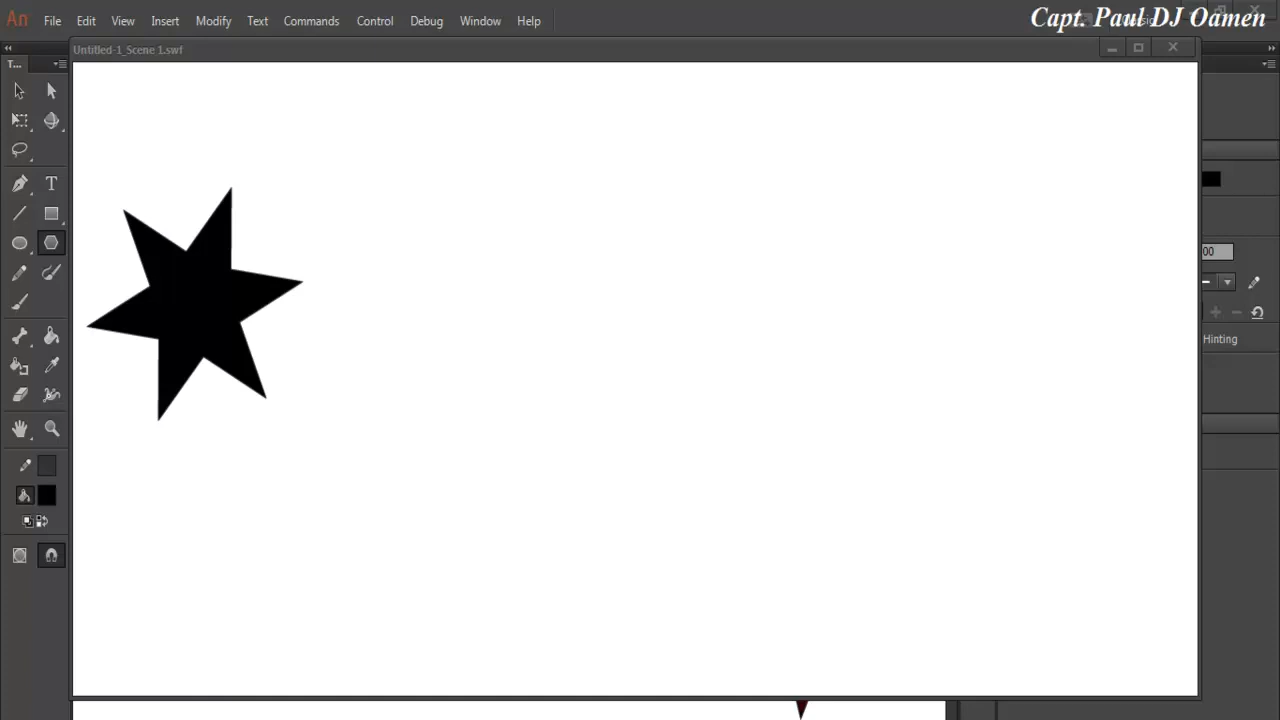 An File Edit View Insert Modify Text Commands Control Debug Window Help
Capt. Paul DJ Oamen
Untitled-1_Scene 1.swf
T...
T
00
Hinting